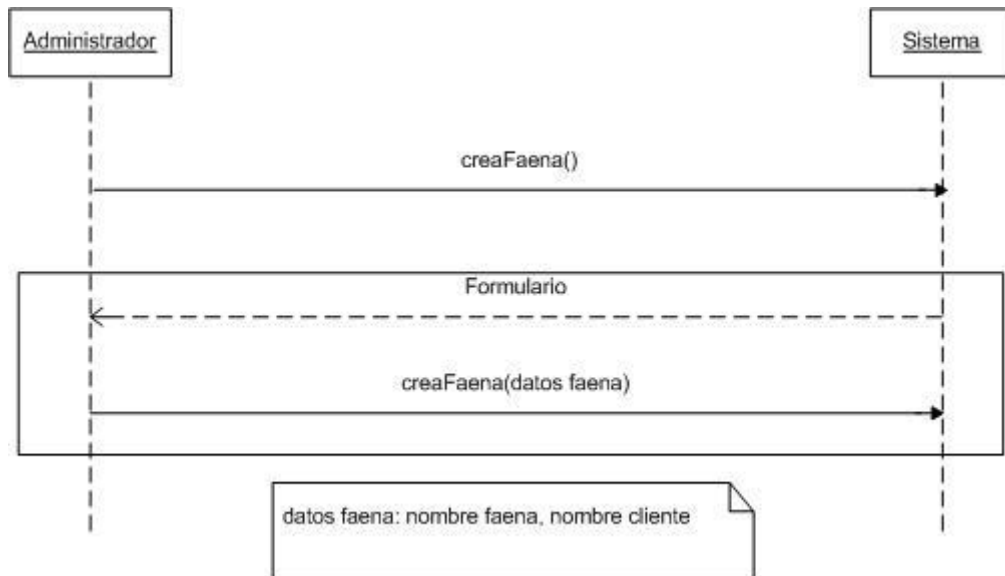 Administrador
Sistema
creaFaena()
Formulario
creaFaena(datos faena)
datos faena: nombre faena, nombre cliente